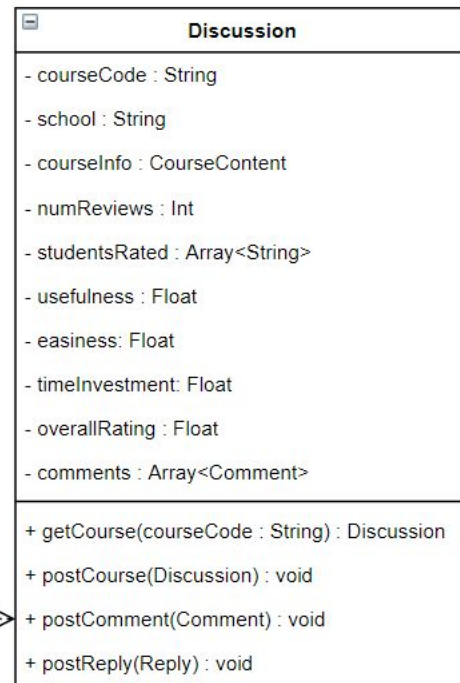 Discussion
- courseCode : String
- school : String
- courseInfo : CourseContent
- numReviews : Int
- studentsRated : Array<String>
- usefulness : Float
- easiness: Float
- timeInvestment: Float
- overallRating : Float
- comments : Array<Comment>
+ getCourse(courseCode : String) : Discussion
+ postCourse(Discussion) : void
+ postComment(Comment) : void
+ postReply(Reply) : void